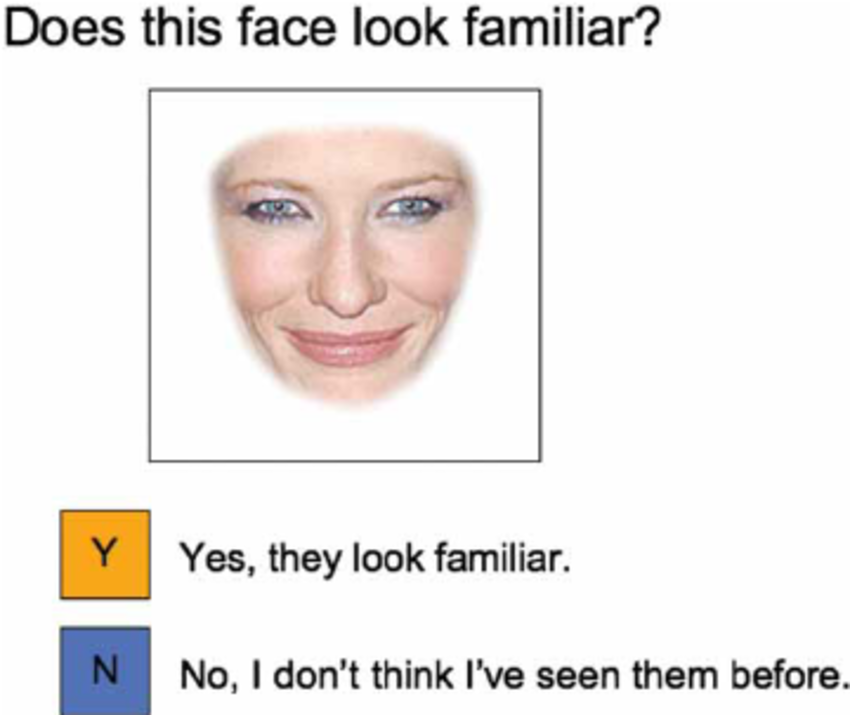 Does this face look familiar?
Y
Yes, they look familiar.
N
No, I don't think I've seen them before.